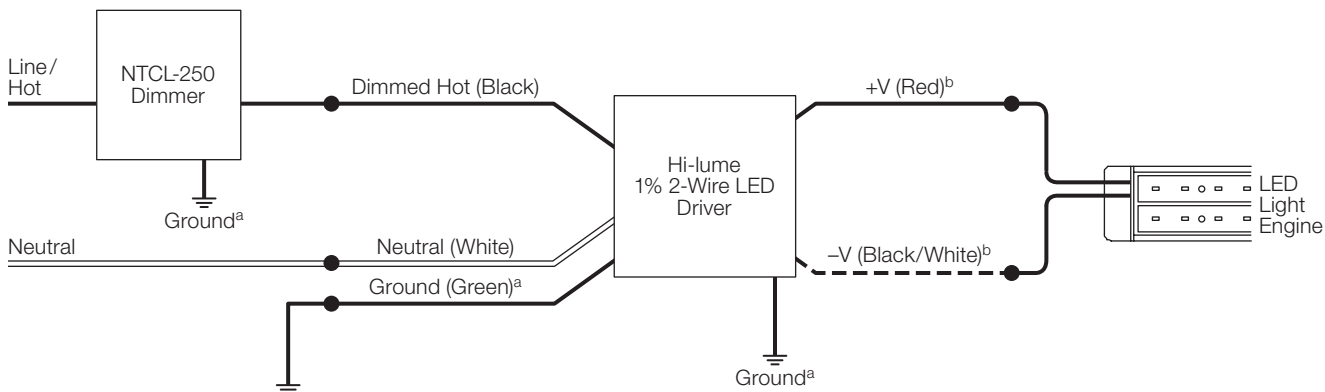 Line/
Hot
NTCL-250
Dimmer
Dimmed Hot (Black)
Groundᵃ
Neutral
Neutral (White)
Ground (Green)ᵃ
Hi-lume
1% 2-Wire LED
Driver
Groundᵃ
+V (Red)ᵇ
–V (Black/White)ᵇ
LED
Light
Engine